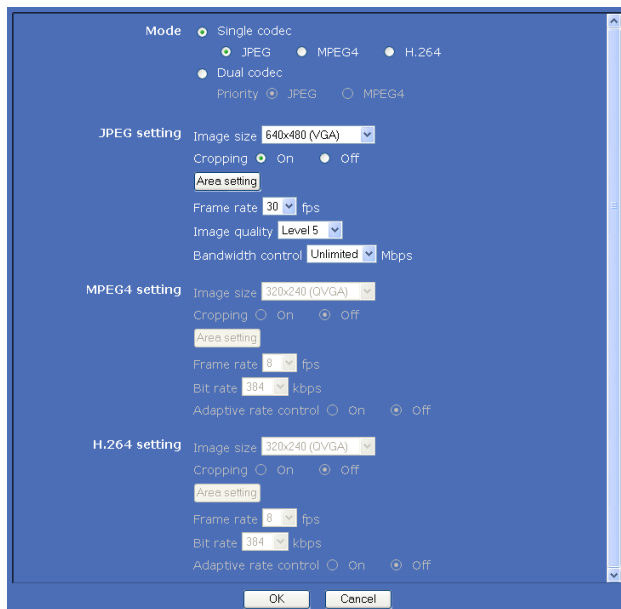 Mode Single codec
JPEG MPEG4 H.264
Dual codec
Priority JPEG MPEG4
JPEG setting Image size 640x480 (VGA)
Cropping On Off
Area setting
Frame rate 30 fps
Image quality Level 5
Bandwidth control Unlimited Mbps
MPEG4 setting Image size 320x240 (QVGA)
Cropping On Off
Area setting
Frame rate 8 fps
Bit rate 384 kbps
Adaptive rate control On Off
H.264 setting Image size 320x240 (QVGA)
Cropping On Off
Area setting
Frame rate 8 fps
Bit rate 384 kbps
Adaptive rate control On Off
OK Cancel